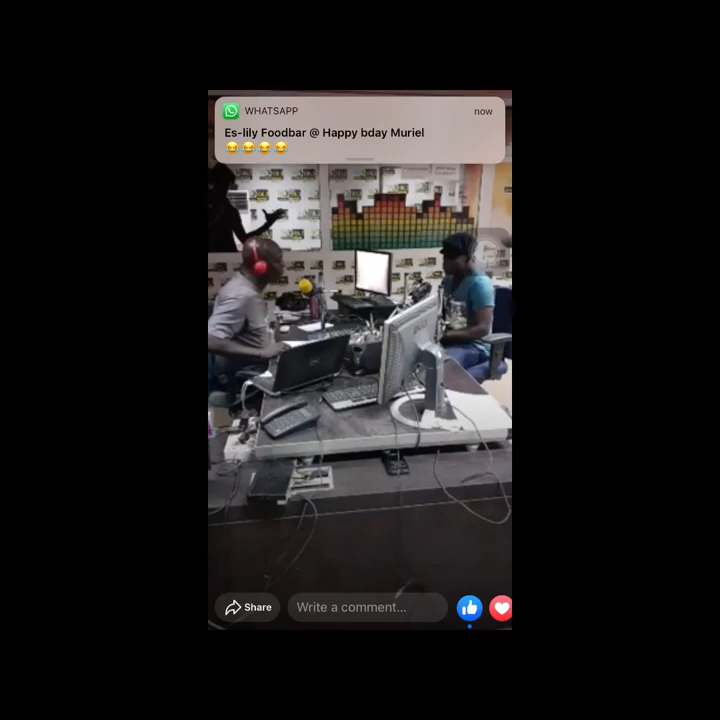 WHATSAPP
now
Es-lily Foodbar @ Happy bday Muriel
😂😂😂😂
Share
Write a comment...